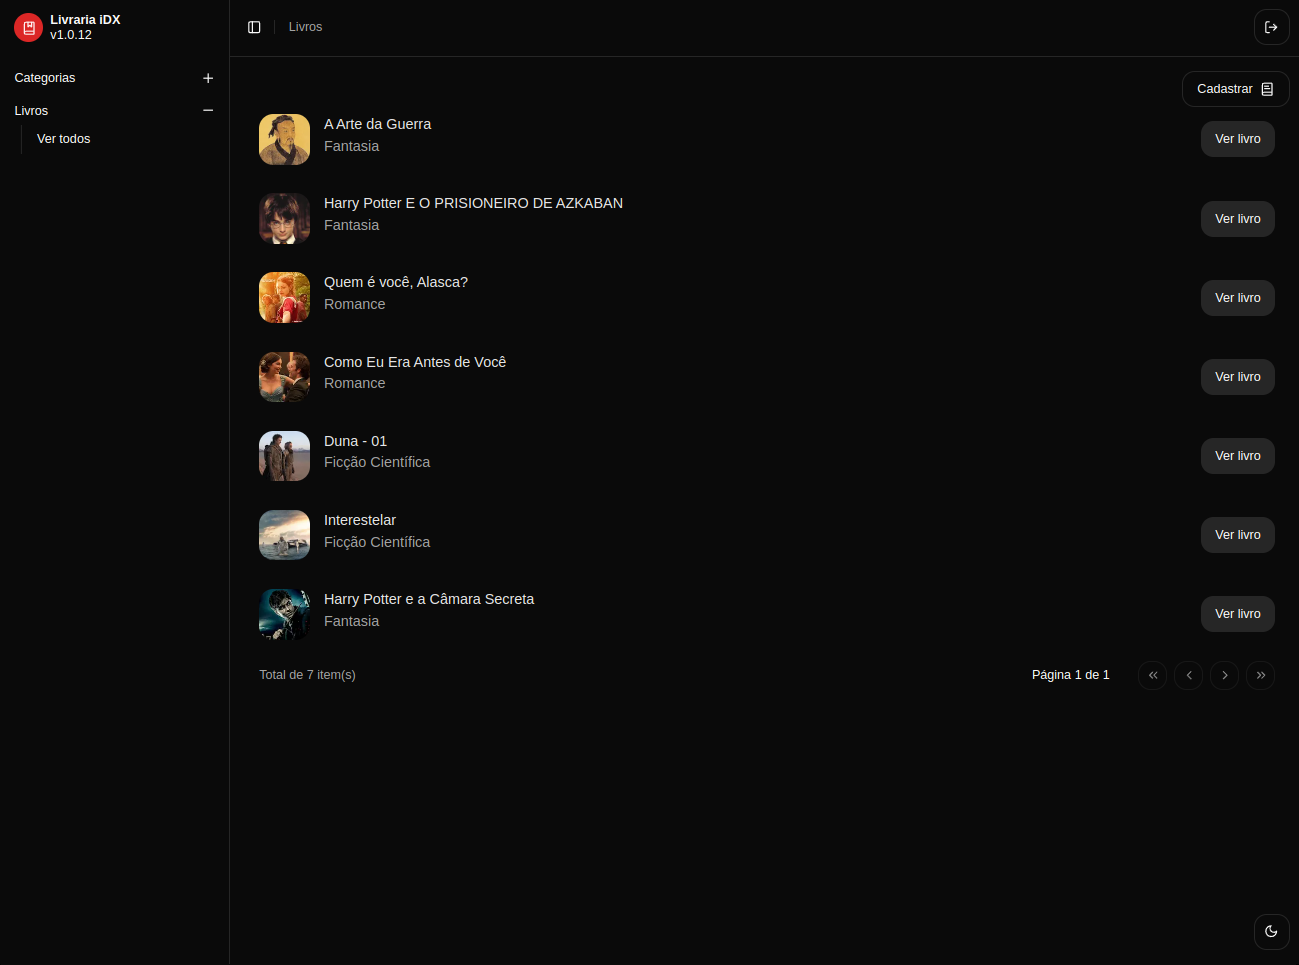 Livraria iDX
v1.0.12
Categorias
Livros
Ver todos
Livros
Cadastrar
A Arte da Guerra
Fantasia
Ver livro
Harry Potter E O PRISIONEIRO DE AZKABAN
Fantasia
Ver livro
Quem é você, Alasca?
Romance
Ver livro
Como Eu Era Antes de Você
Romance
Ver livro
Duna - 01
Ficção Científica
Ver livro
Interestelar
Ficção Científica
Ver livro
Harry Potter e a Câmara Secreta
Fantasia
Ver livro
Total de 7 item(s)
Página 1 de 1